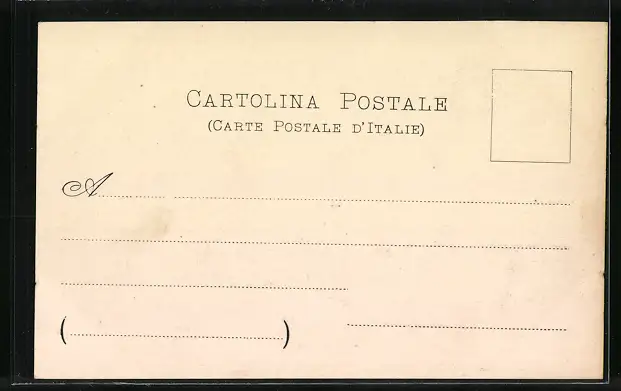 CARTOLINA POSTALE
(CARTE POSTALE D'ITALIE)
A
( )